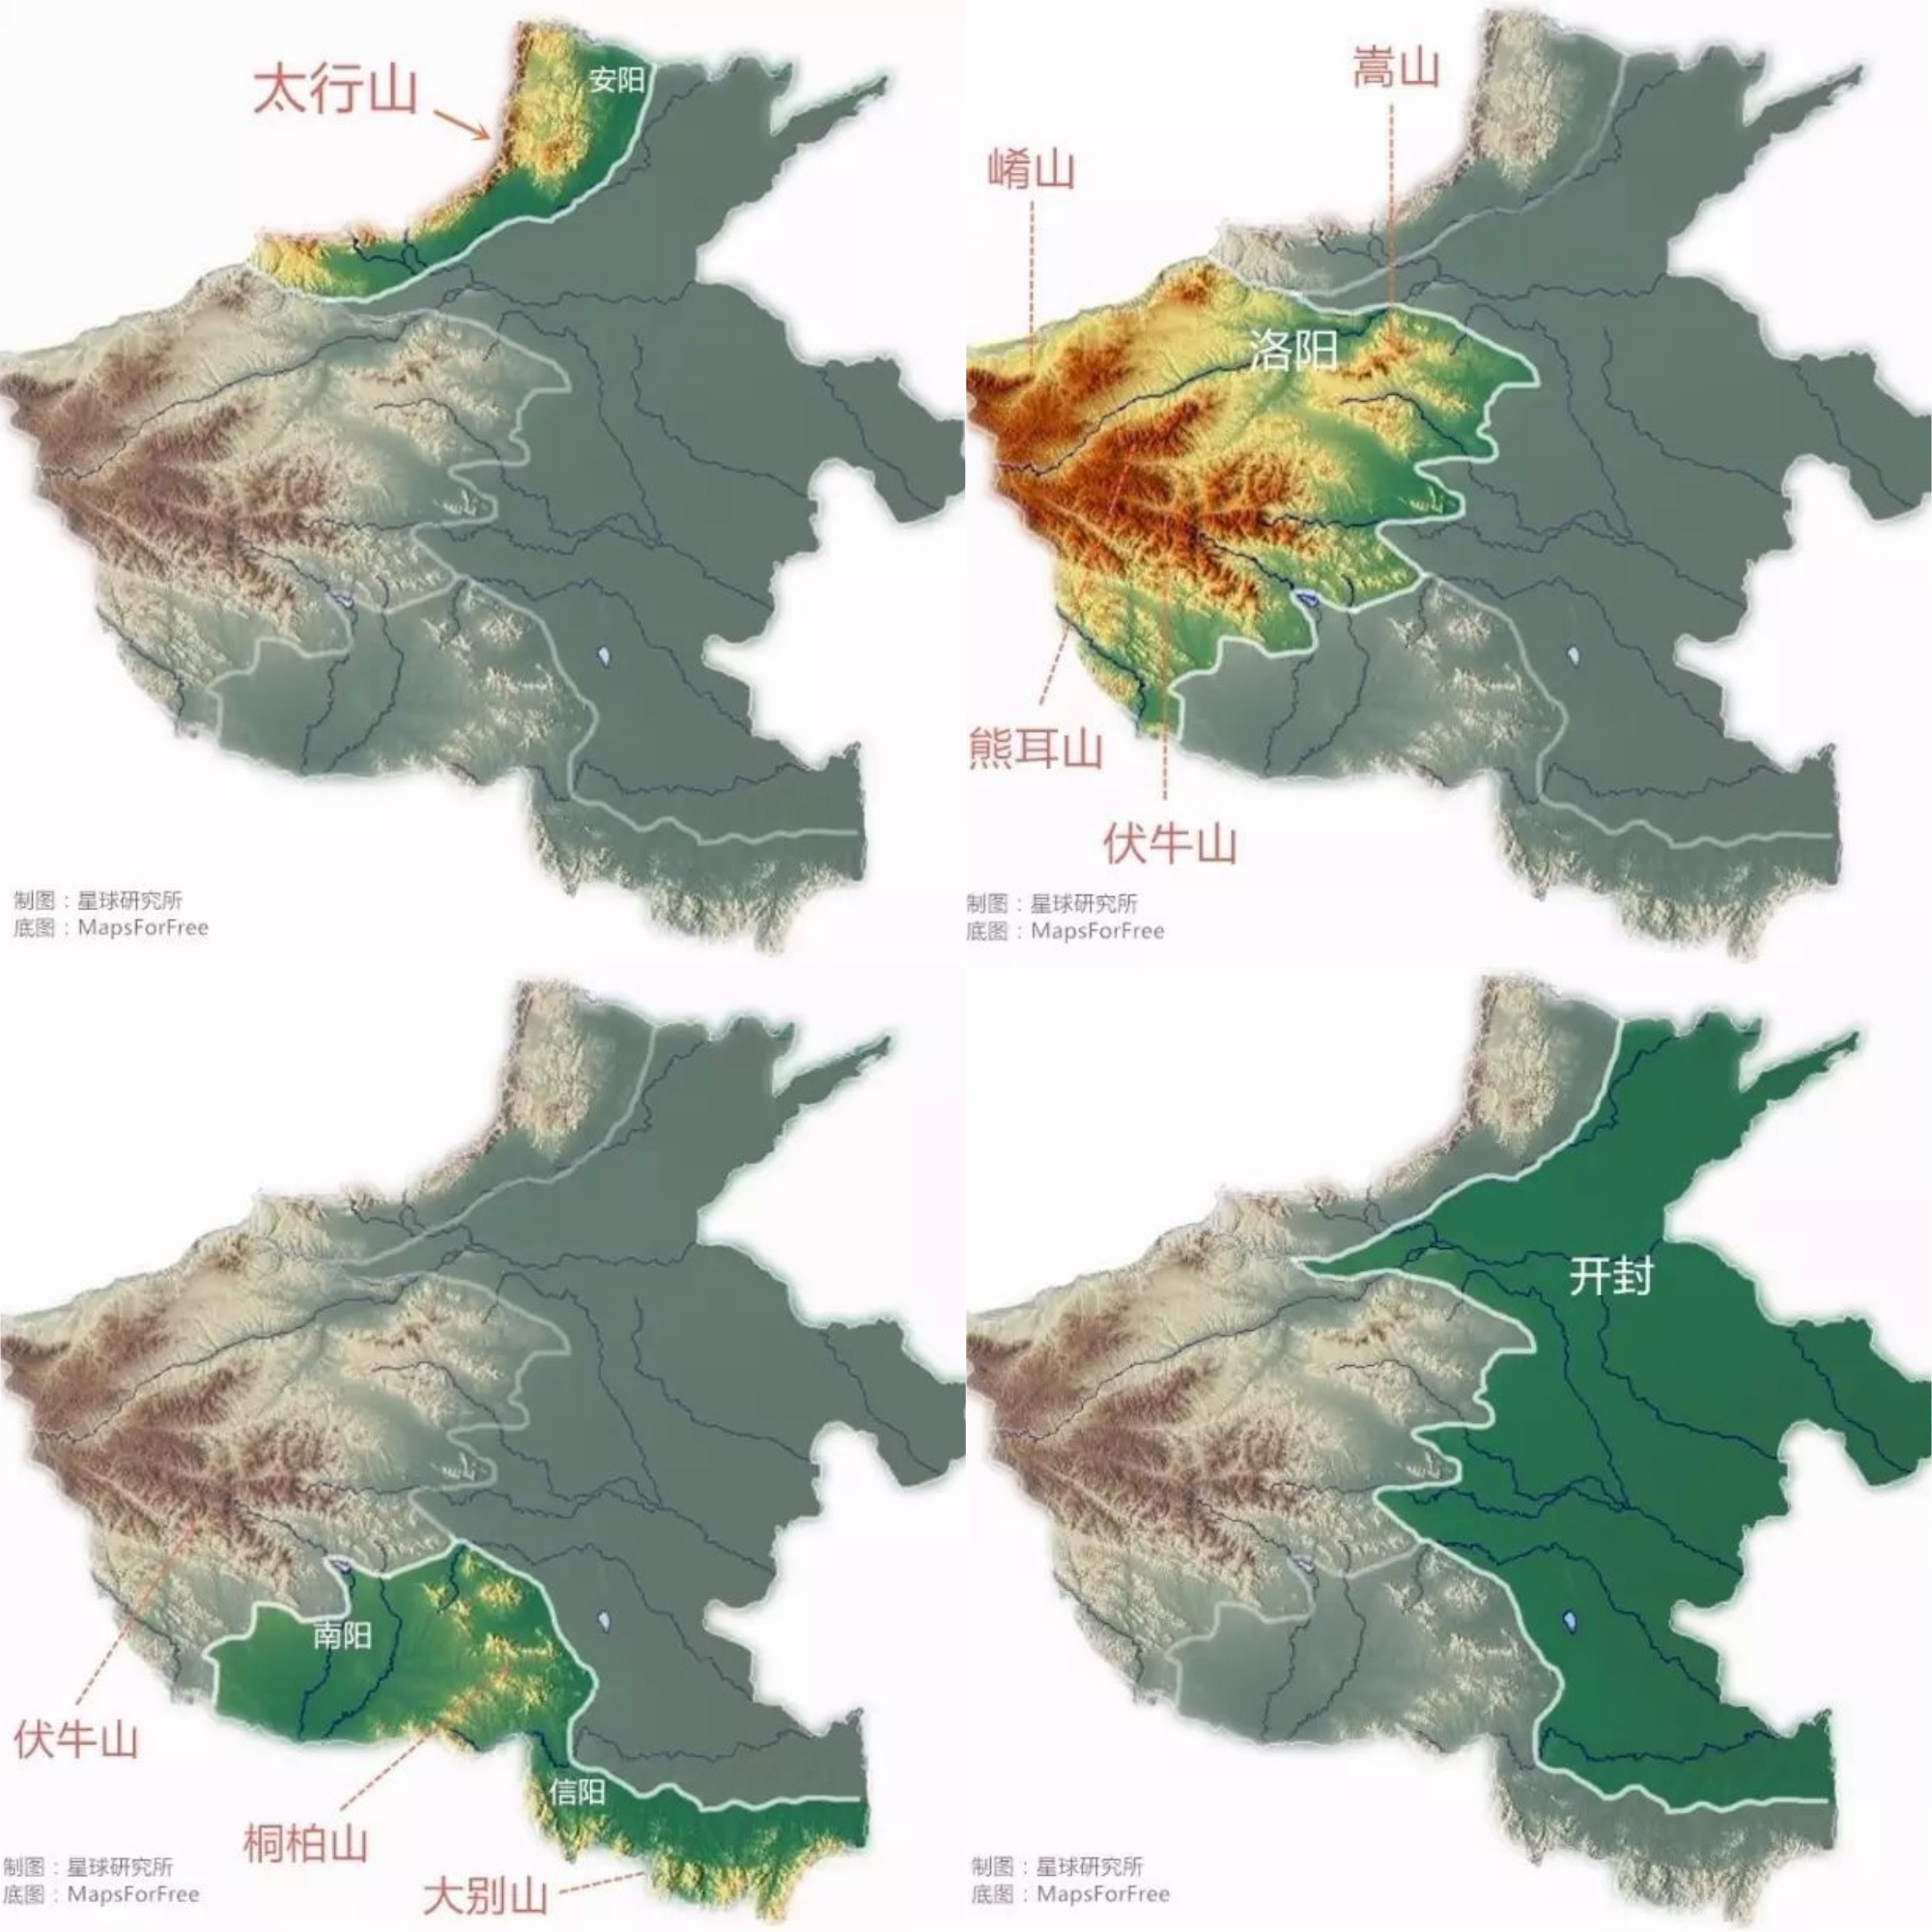 太行山
安阳
制图：星球研究所
底图：MapsForFree
嵩山
崤山
洛阳
熊耳山
伏牛山
制图：星球研究所
底图：MapsForFree
南阳
伏牛山
信阳
桐柏山
大别山
制图：星球研究所
底图：MapsForFree
开封
制图：星球研究所
底图：MapsForFree